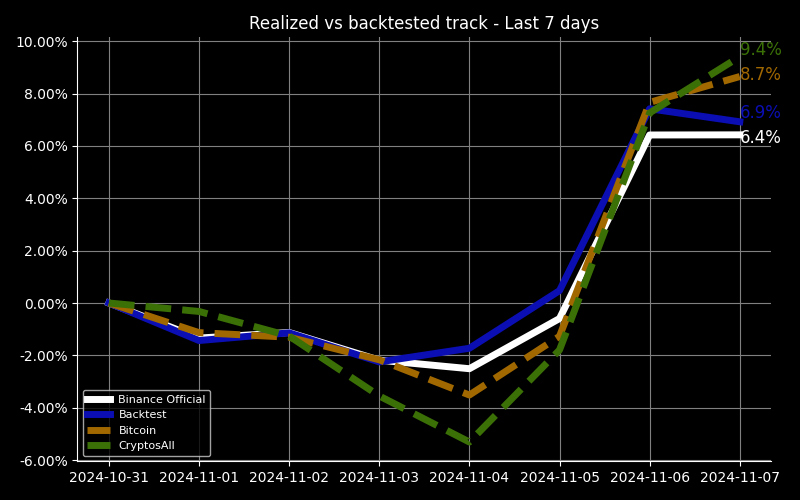 Realized vs backtested track - Last 7 days
10.00%
8.00%
6.00%
4.00%
2.00%
0.00%
-2.00%
-4.00%
-6.00%
9.4%
8.7%
6.9%
6.4%
Binance Official
Backtest
Bitcoin
CryptosAll
2024-10-31 2024-11-01 2024-11-02 2024-11-03 2024-11-04 2024-11-05 2024-11-06 2024-11-07